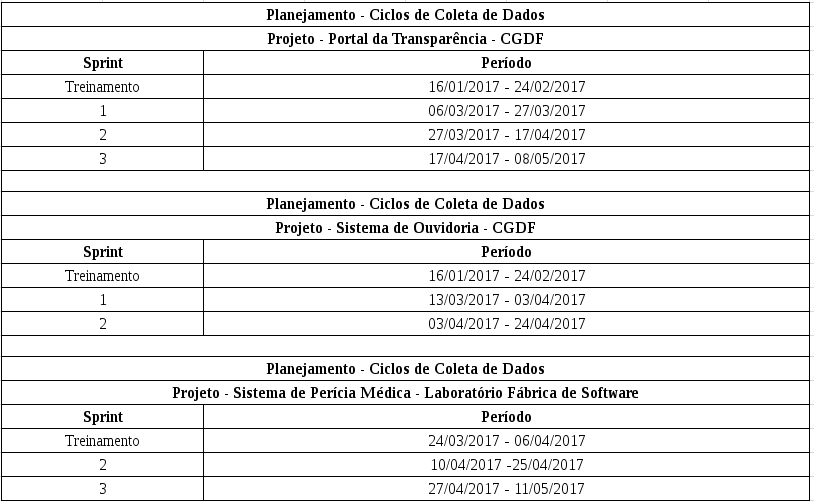 Planejamento - Ciclos de Coleta de Dados
Projeto - Portal da Transparência - CGDF
Sprint Período
Treinamento 16/01/2017 - 24/02/2017
1 06/03/2017 - 27/03/2017
2 27/03/2017 - 17/04/2017
3 17/04/2017 - 08/05/2017
Planejamento - Ciclos de Coleta de Dados
Projeto - Sistema de Ouvidoria - CGDF
Sprint Período
Treinamento 16/01/2017 - 24/02/2017
1 13/03/2017 - 03/04/2017
2 03/04/2017 - 24/04/2017
Planejamento - Ciclos de Coleta de Dados
Projeto - Sistema de Perícia Médica - Laboratório Fábrica de Software
Sprint Período
Treinamento 24/03/2017 - 06/04/2017
2 10/04/2017 -25/04/2017
3 27/04/2017 - 11/05/2017